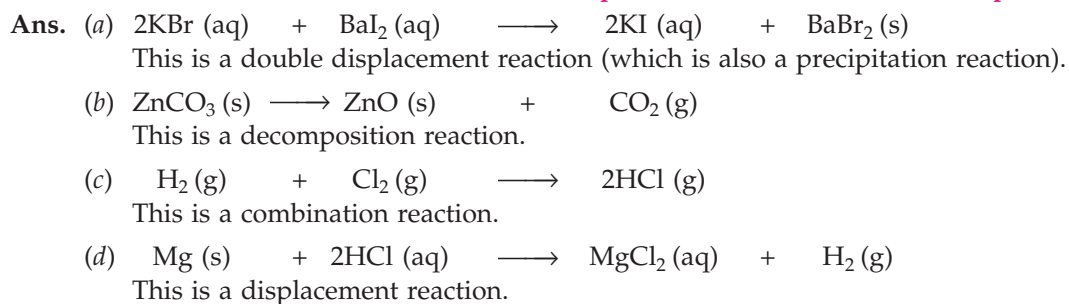 Ans. (a) 2KBr (aq) + BaI₂ (aq) ⟶ 2KI (aq) + BaBr₂ (s)
This is a double displacement reaction (which is also a precipitation reaction).
(b) ZnCO₃ (s) ⟶ ZnO (s) + CO₂ (g)
This is a decomposition reaction.
(c) H₂ (g) + Cl₂ (g) ⟶ 2HCl (g)
This is a combination reaction.
(d) Mg (s) + 2HCl (aq) ⟶ MgCl₂ (aq) + H₂ (g)
This is a displacement reaction.